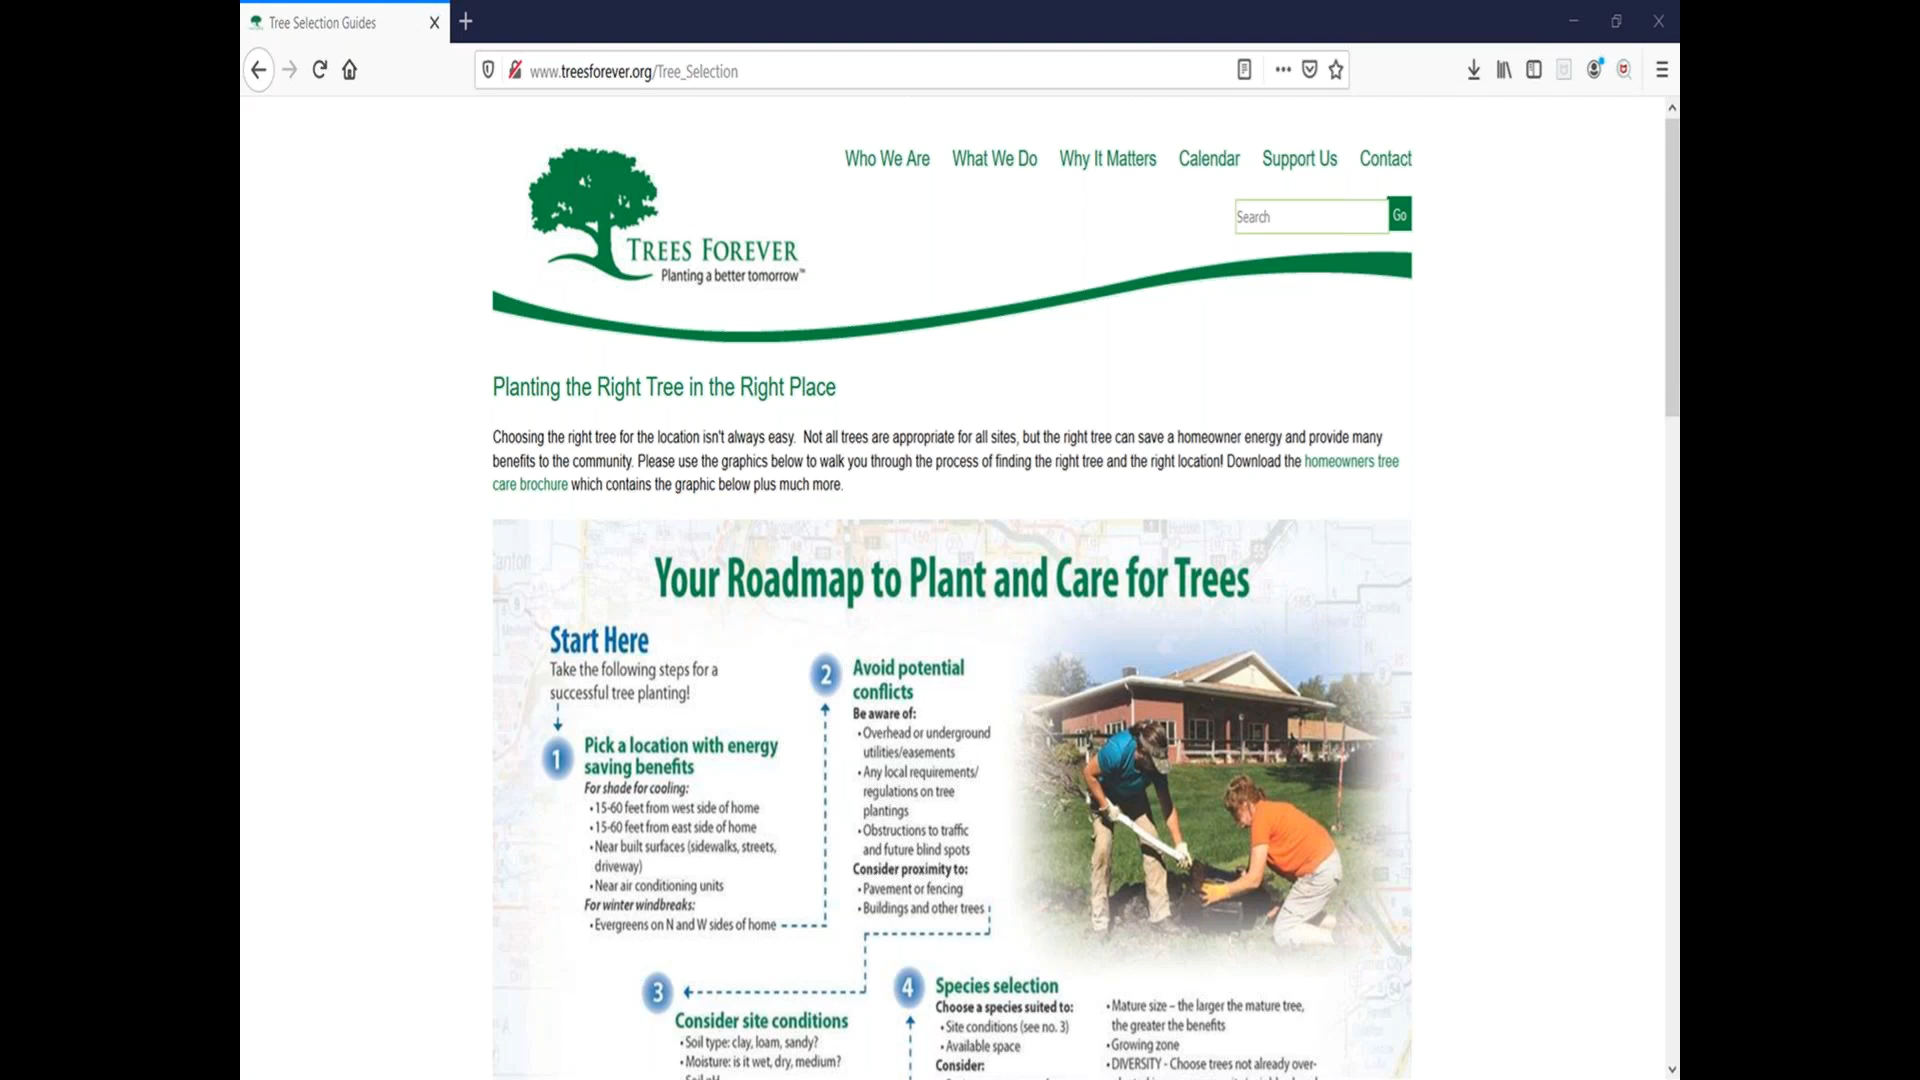 Tree Selection Guides
www.treesforever.org/Tree_Selection
Who We Are What We Do Why It Matters Calendar Support Us Contact
Search Go
TREES FOREVER
Planting a better tomorrow™
Planting the Right Tree in the Right Place
Choosing the right tree for the location isn't always easy. Not all trees are appropriate for all sites, but the right tree can save a homeowner energy and provide many
benefits to the community. Please use the graphics below to walk you through the process of finding the right tree and the right location! Download the homeowners tree
care brochure which contains the graphic below plus much more.
Your Roadmap to Plant and Care for Trees
Start Here
Take the following steps for a
successful tree planting!
1
Pick a location with energy
saving benefits
For shade for cooling:
• 15-60 feet from west side of home
• 15-60 feet from east side of home
• Near built surfaces (sidewalks, streets,
driveway)
• Near air conditioning units
For winter windbreaks:
• Evergreens on N and W sides of home
2
Avoid potential
conflicts
Be aware of:
• Overhead or underground
utilities/easements
• Any local requirements/
regulations on tree
plantings
• Obstructions to traffic
and future blind spots
Consider proximity to:
• Pavement or fencing
• Buildings and other trees
3
Consider site conditions
• Soil type: clay, loam, sandy?
• Moisture: is it wet, dry, medium?
4
Species selection
Choose a species suited to:
• Site conditions (see no. 3)
• Available space
Consider:
• Mature size – the larger the mature tree,
the greater the benefits
• Growing zone
• DIVERSITY - Choose trees not already over-